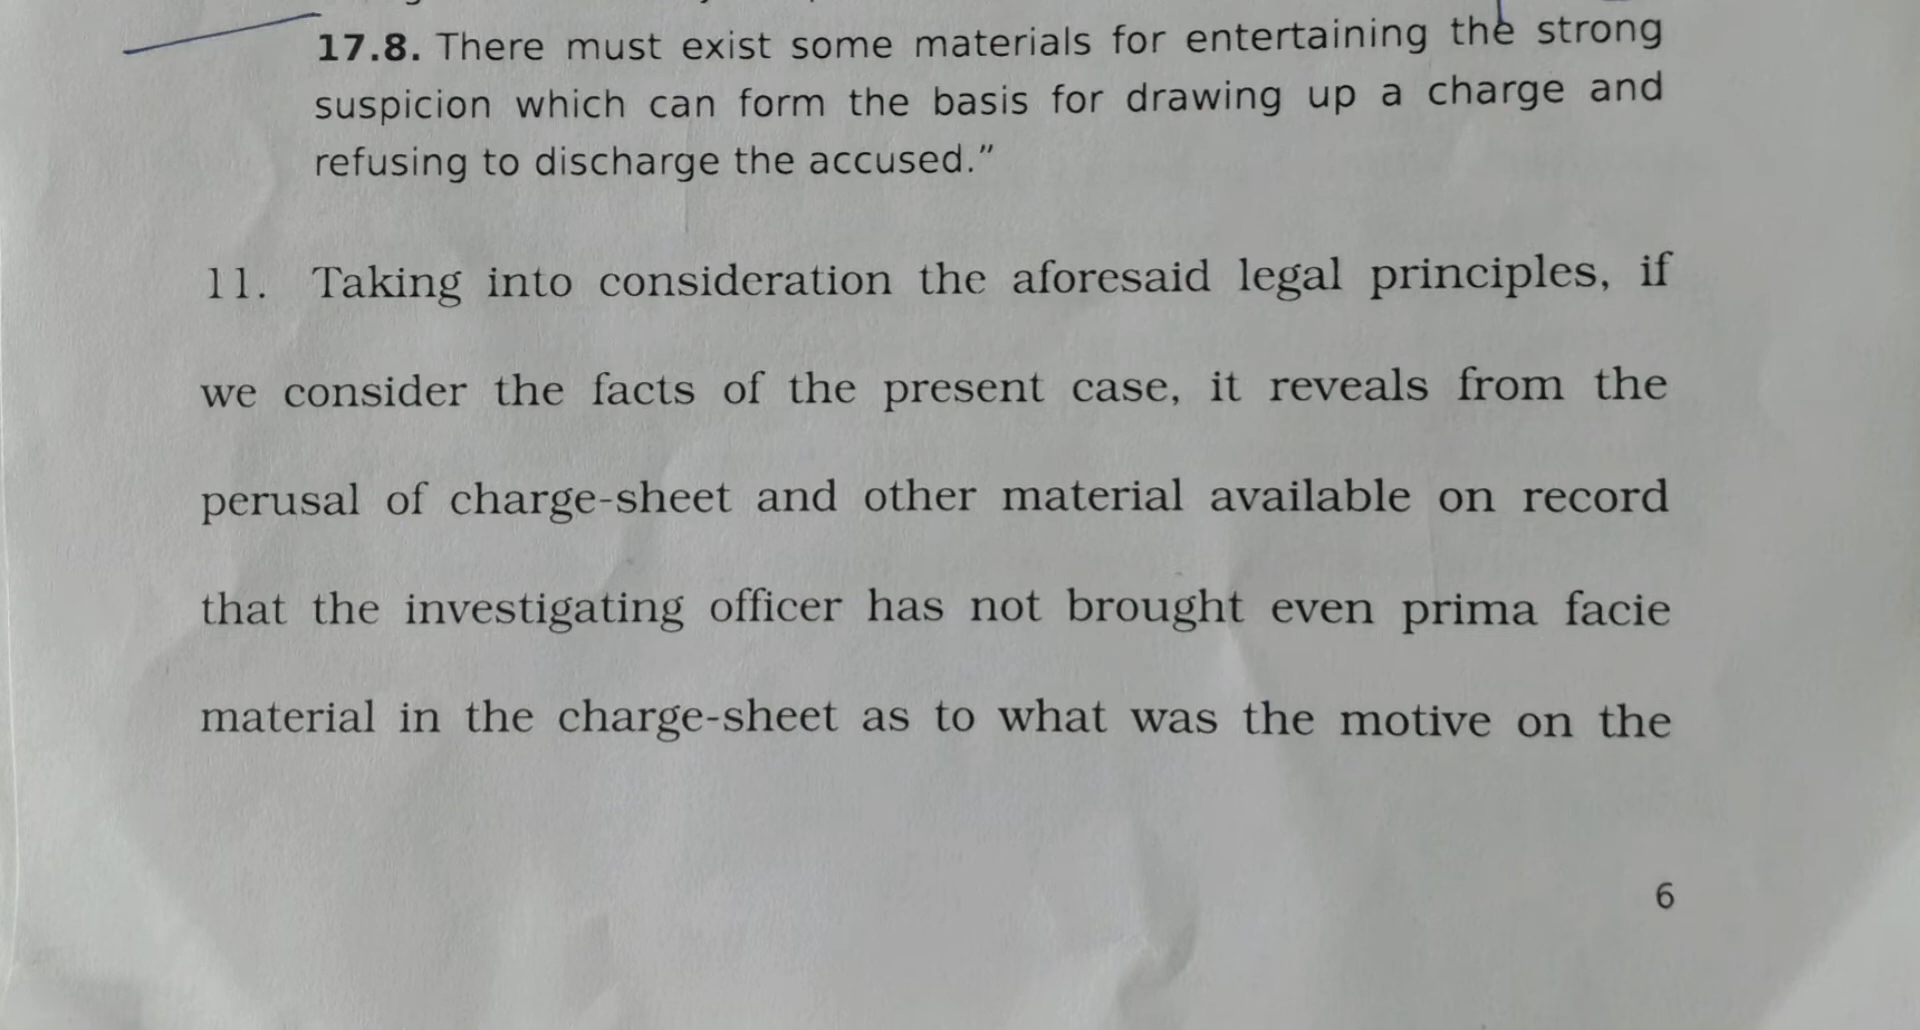 17.8. There must exist some materials for entertaining the strong
suspicion which can form the basis for drawing up a charge and
refusing to discharge the accused.”
11. Taking into consideration the aforesaid legal principles, if
we consider the facts of the present case, it reveals from the
perusal of charge-sheet and other material available on record
that the investigating officer has not brought even prima facie
material in the charge-sheet as to what was the motive on the
6